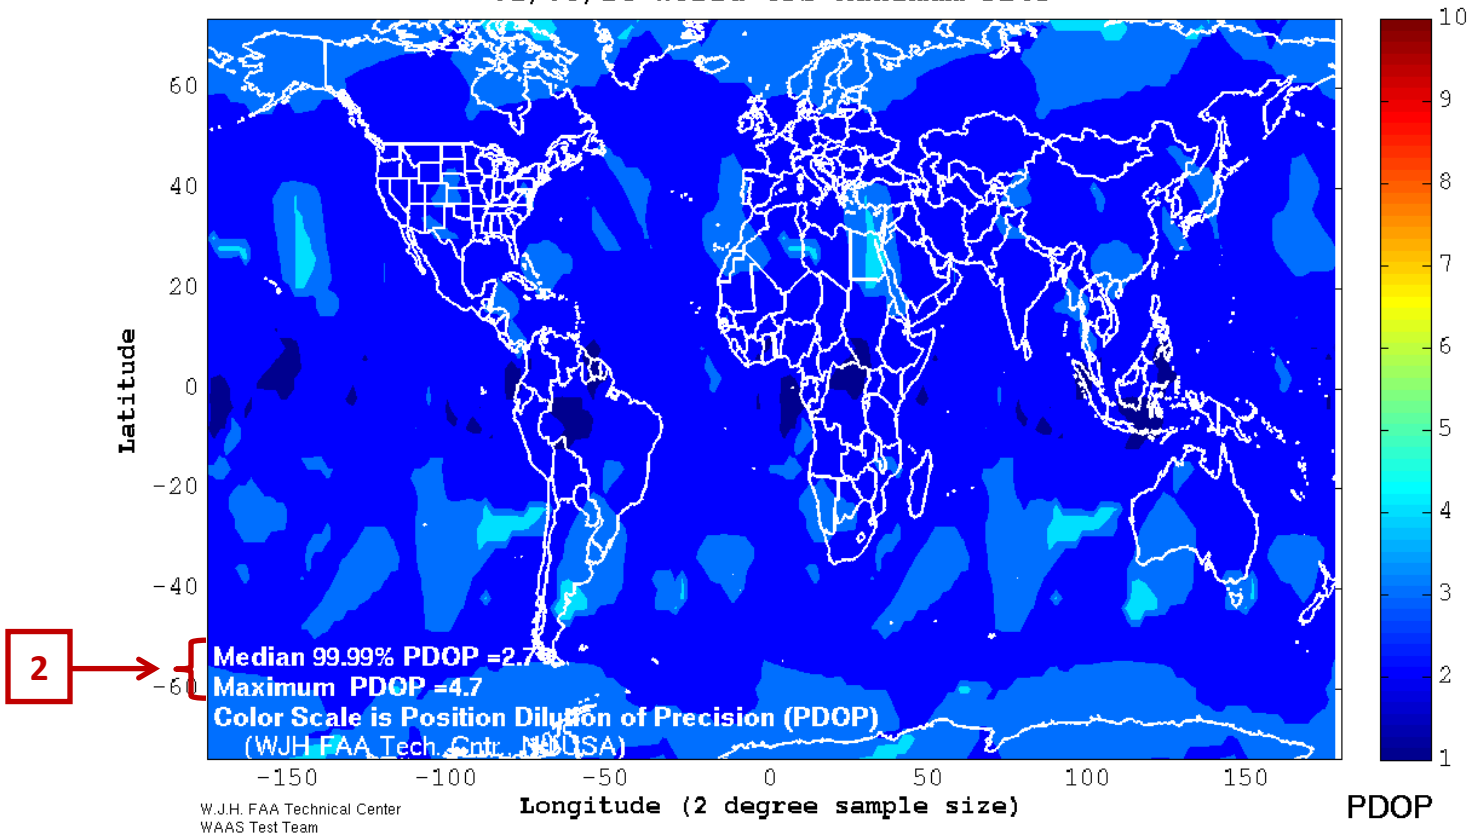 10
9
8
7
6
5
4
3
2
1
60
40
20
0
-20
-40
-60
Latitude
2
Median 99.99% PDOP =2.7
Maximum PDOP =4.7
Color Scale is Position Dilution of Precision (PDOP)
(WJH FAA Tech. Cntr. USA)
-150 -100 -50 0 50 100 150
Longitude (2 degree sample size)
PDOP
W.J.H. FAA Technical Center
WAAS Test Team